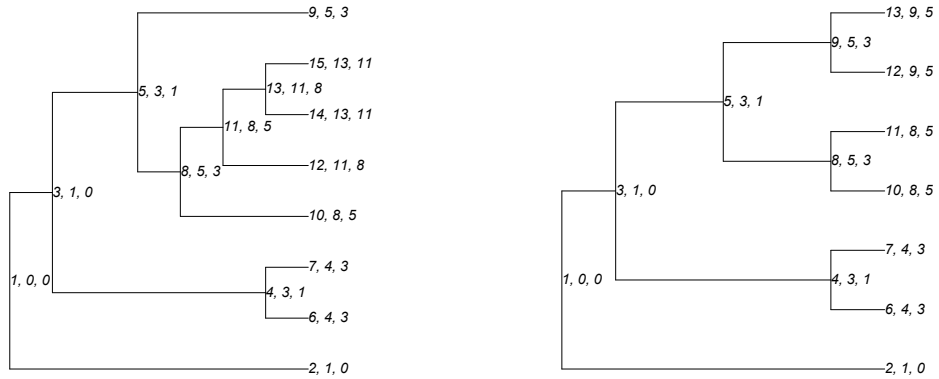 9, 5, 3
15, 13, 11
13, 11, 8
5, 3, 1
14, 13, 11
11, 8, 5
12, 11, 8
8, 5, 3
3, 1, 0
10, 8, 5
7, 4, 3
1, 0, 0
4, 3, 1
6, 4, 3
2, 1, 0
13, 9, 5
9, 5, 3
12, 9, 5
5, 3, 1
11, 8, 5
8, 5, 3
10, 8, 5
3, 1, 0
7, 4, 3
1, 0, 0
4, 3, 1
6, 4, 3
2, 1, 0